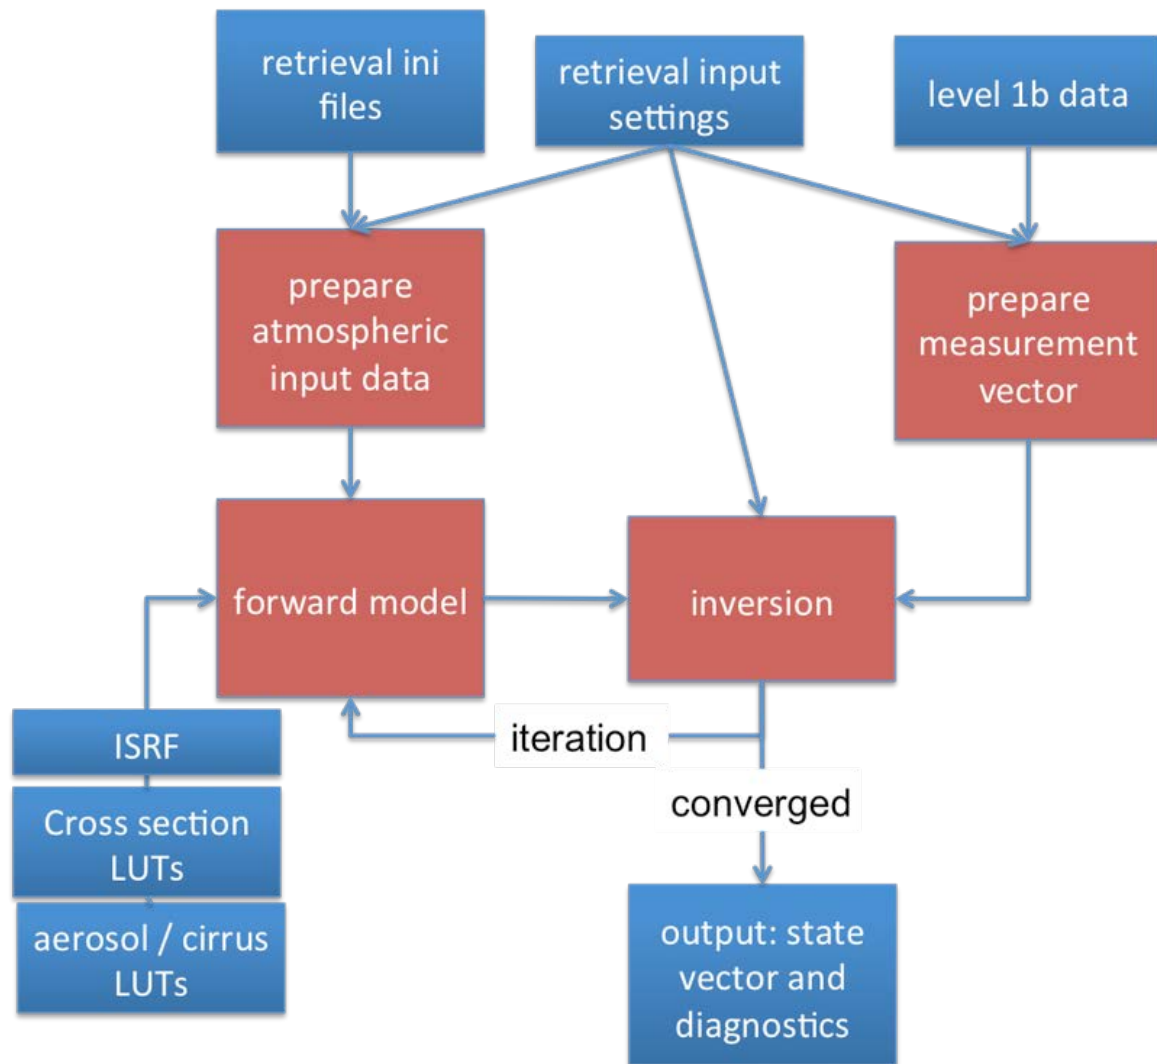 retrieval ini
files
retrieval input
settings
level 1b data
prepare
atmospheric
input data
prepare
measurement
vector
forward model
inversion
iteration
ISRF
converged
Cross section
LUTs
aerosol / cirrus
LUTs
output: state
vector and
diagnostics